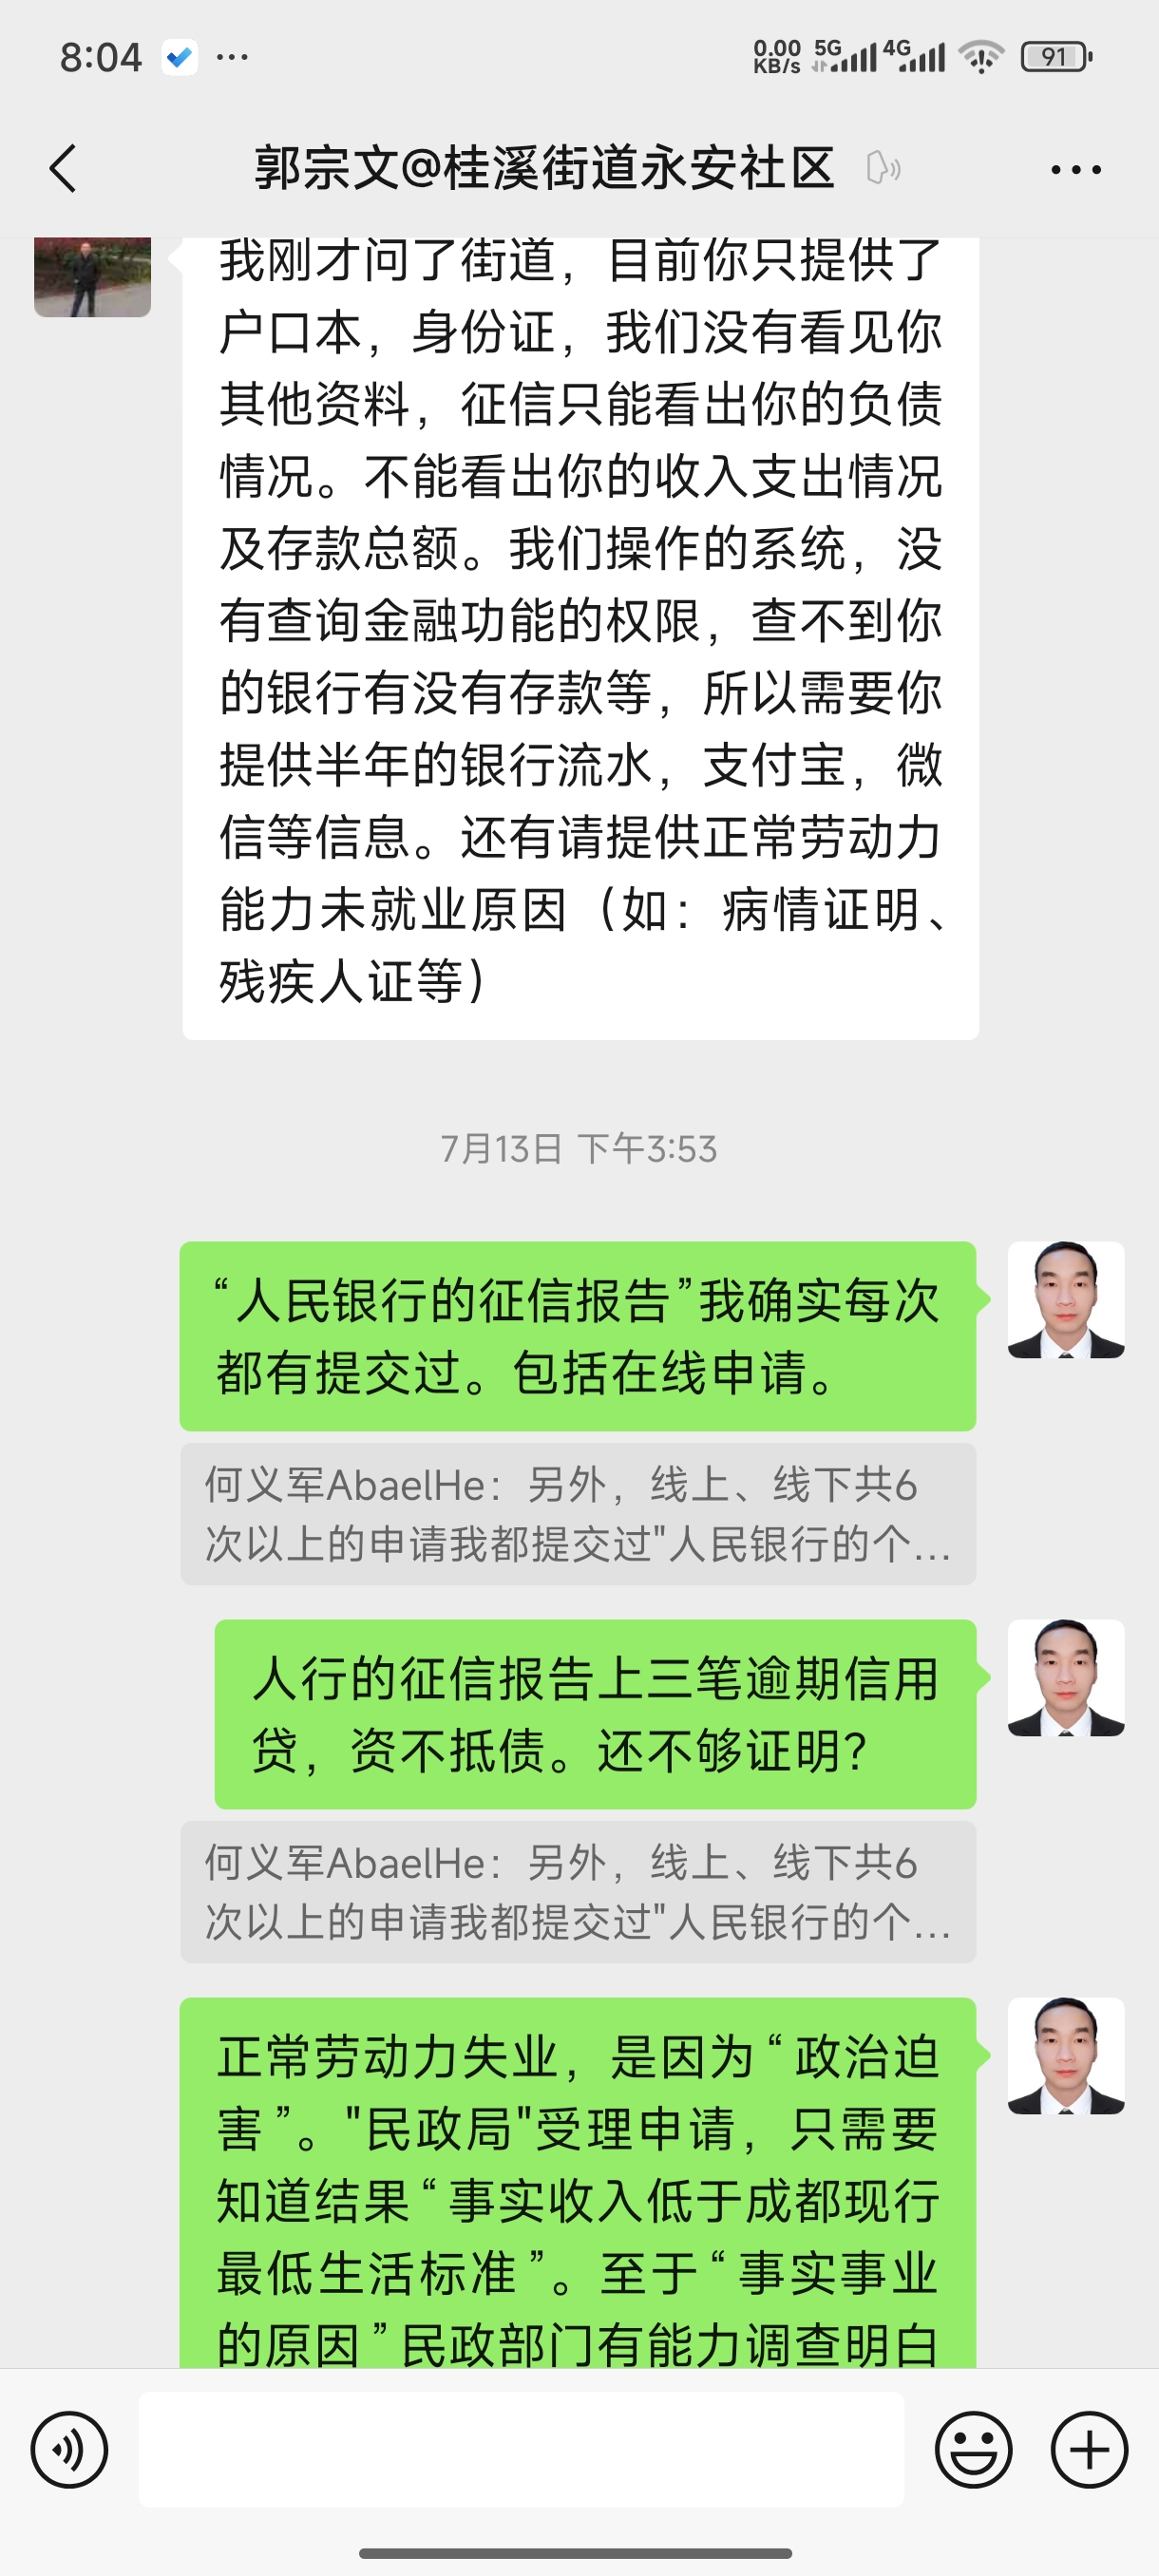 8:04 ...
0.00 KB/s 5G 4G 91
郭宗文@桂溪街道永安社区
我刚才问了街道，目前你只提供了
户口本，身份证，我们没有看见你
其他资料，征信只能看出你的负债
情况。不能看出你的收入支出情况
及存款总额。我们操作的系统，没
有查询金融功能的权限，查不到你
的银行有没有存款等，所以需要你
提供半年的银行流水，支付宝，微
信等信息。还有请提供正常劳动力
能力未就业原因（如：病情证明、
残疾人证等）
7月13日 下午3:53
“人民银行的征信报告”我确实每次
都有提交过。包括在线申请。
何义军AbaelHe：另外，线上、线下共6
次以上的申请我都提交过"人民银行的个...
人行的征信报告上三笔逾期信用
贷，资不抵债。还不够证明？
何义军AbaelHe：另外，线上、线下共6
次以上的申请我都提交过"人民银行的个...
正常劳动力失业，是因为“政治迫
害”。"民政局"受理申请，只需要
知道结果“事实收入低于成都现行
最低生活标准”。至于“事实事业
的原因”民政部门有能力调查明白